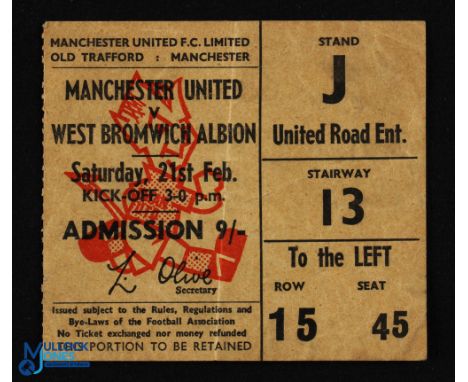 MANCHESTER UNITED F.C. LIMITED
OLD TRAFFORD : MANCHESTER
MANCHESTER UNITED
v
WEST BROMWICH ALBION
Saturday, 21st Feb.
KICK-OFF 3-0 p.m.
ADMISSION 9/-
L. Olive
Secretary
Issued subject to the Rules, Regulations and
Bye-Laws of the Football Association
No Ticket exchanged nor money refunded
PORTION TO BE RETAINED
STAND
J
United Road Ent.
STAIRWAY
13
To the LEFT
ROW SEAT
15 45
MULLOCK
JONES